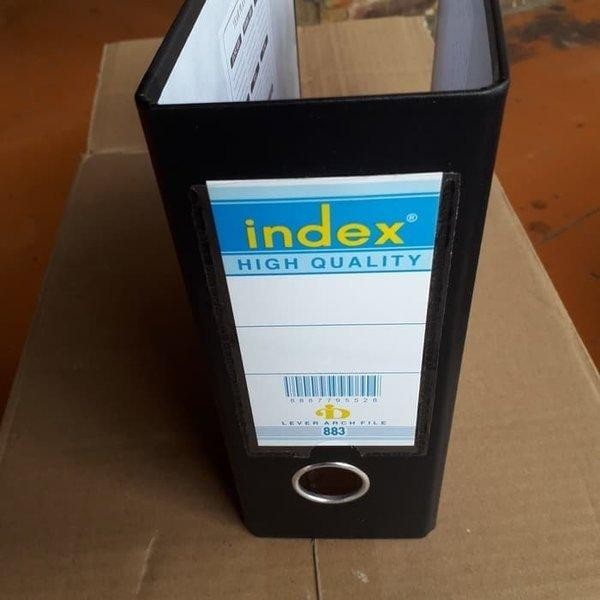 index®
HIGH QUALITY
8887795528
LEVER ARCH FILE
883